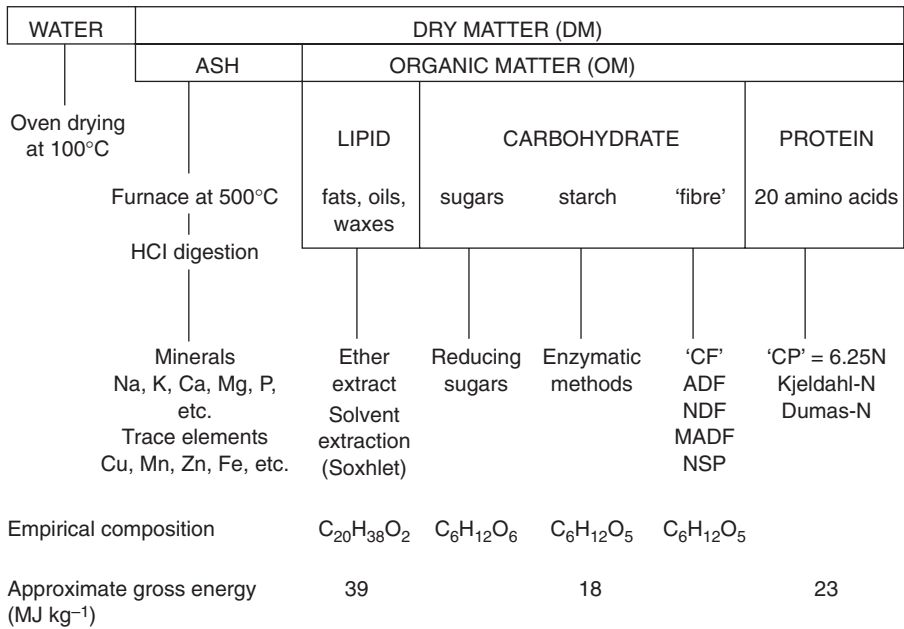 WATER DRY MATTER (DM)
ASH ORGANIC MATTER (OM)
Oven drying
at 100°C
LIPID CARBOHYDRATE PROTEIN
Furnace at 500°C fats, oils, sugars starch 'fibre' 20 amino acids
waxes
HCl digestion
Minerals Ether Reducing Enzymatic 'CF' 'CP' = 6.25N
Na, K, Ca, Mg, P, extract sugars methods ADF Kjeldahl-N
etc. Solvent NDF Dumas-N
Trace elements extraction MADF
Cu, Mn, Zn, Fe, etc. (Soxhlet) NSP
Empirical composition C₂₀H₃₈O₂ C₆H₁₂O₆ C₆H₁₂O₅ C₆H₁₂O₅
Approximate gross energy 39 18 23
(MJ kg⁻¹)